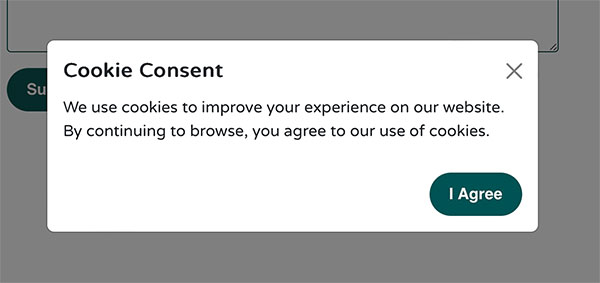 Cookie Consent
We use cookies to improve your experience on our website.
By continuing to browse, you agree to our use of cookies.
Su
I Agree